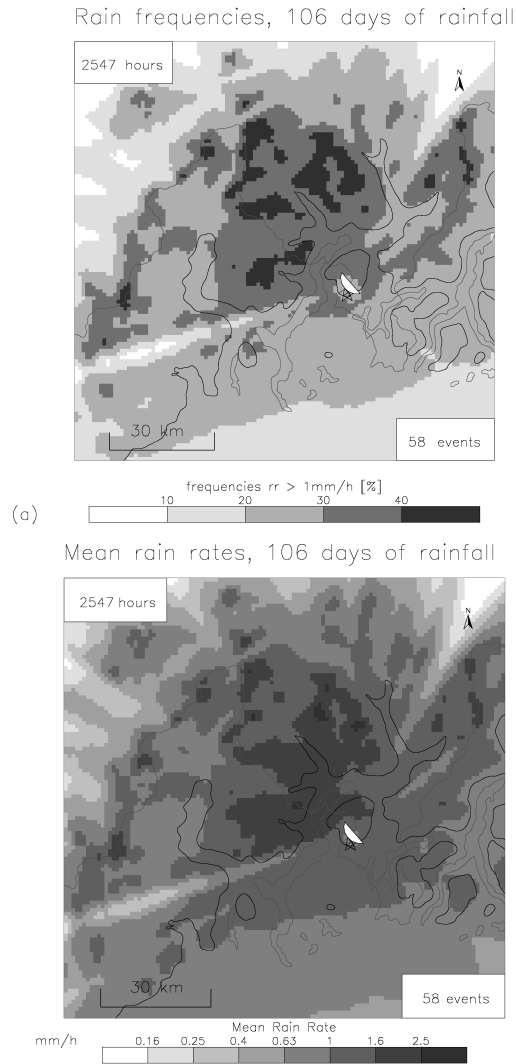 Rain frequencies, 106 days of rainfall
2547 hours
N
30 km
58 events
frequencies rr > 1mm/h [%]
10 20 30 40
(a)
Mean rain rates, 106 days of rainfall
2547 hours
N
30 km
58 events
Mean Rain Rate
mm/h 0.16 0.25 0.4 0.63 1 1.6 2.5